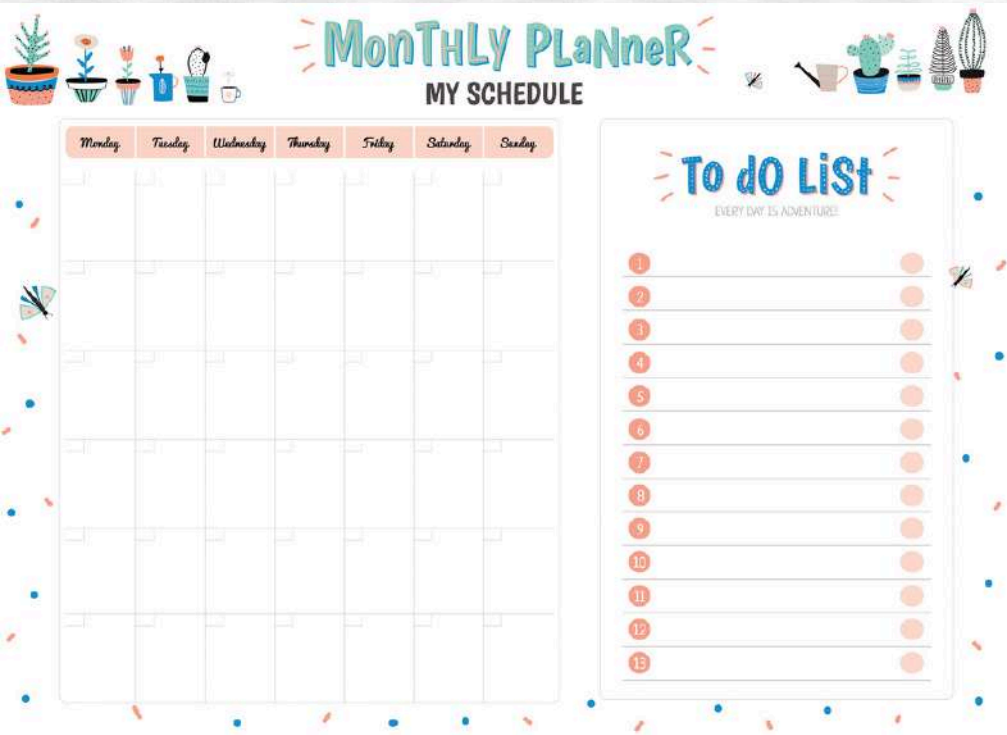 MonTHLy PLaNneR
MY SCHEDULE
Monday Tuesday Wednesday Thursday Friday Saturday Sunday
To dO LiSt
EVERY DAY IS ADVENTURE!
1
2
3
4
5
6
7
8
9
10
11
12
13